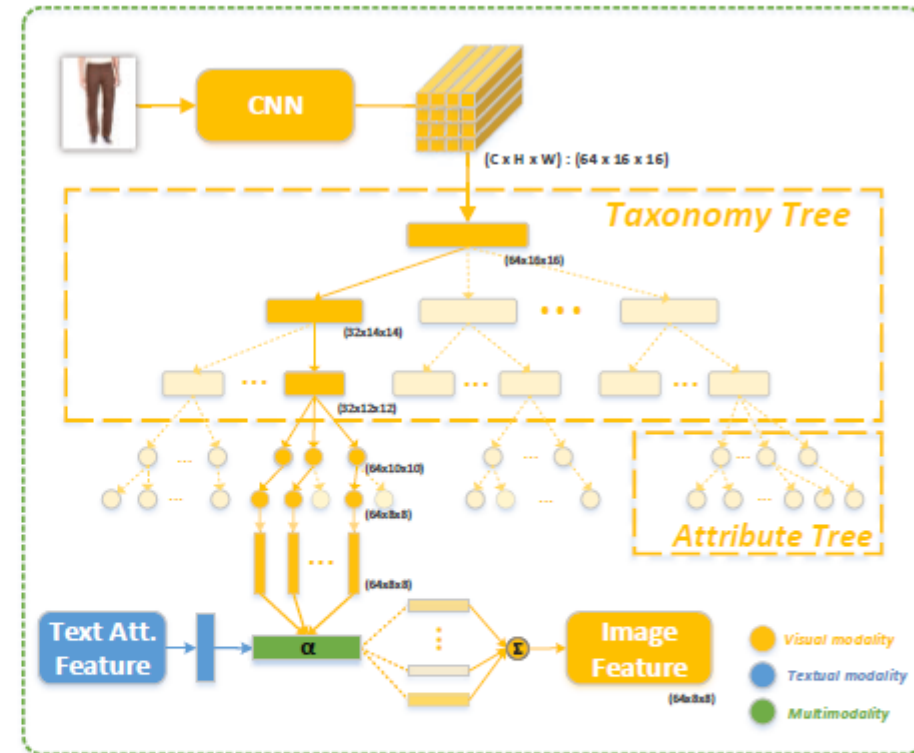 CNN
(C x H x W) : (64 x 16 x 16)
Taxonomy Tree
(64x16x16)
(32x14x14)
(32x12x12)
(64x10x10)
(64x8x8)
Attribute Tree
(64x8x8)
Text Att.
Feature
α
Σ
Image
Feature
(64x8x8)
Visual modality
Textual modality
Multimodality